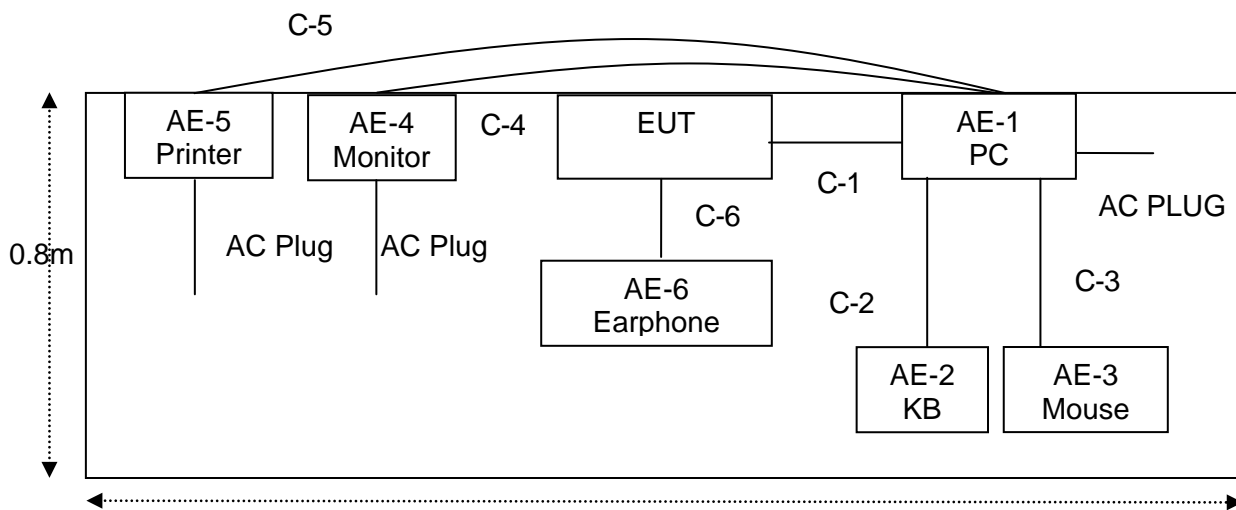 C-5
AE-5
Printer
AE-4
Monitor
C-4
EUT
AE-1
PC
C-1
AC PLUG
C-6
AC Plug
AC Plug
0.8m
AE-6
Earphone
C-2
C-3
AE-2
KB
AE-3
Mouse